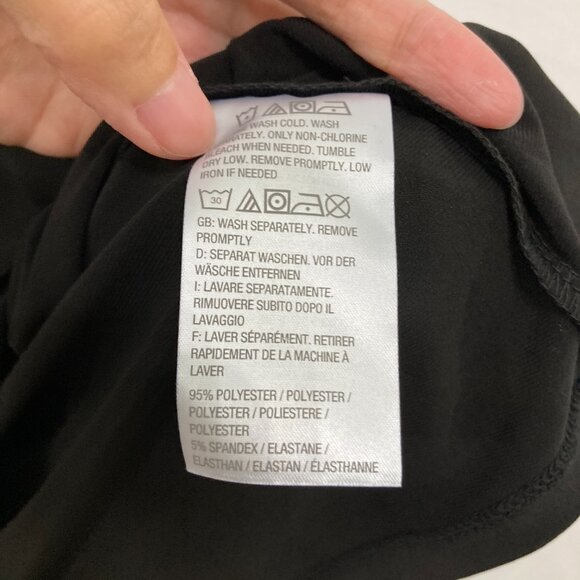 WASH COLD. WASH
ONLY NON-CHLORINE
BLEACH WHEN NEEDED. TUMBLE
DRY LOW. REMOVE PROMPTLY. LOW
IRON IF NEEDED
30
GB: WASH SEPARATELY. REMOVE
PROMPTLY
D: SEPARAT WASCHEN. VOR DER
WÄSCHE ENTFERNEN
I: LAVARE SEPARATAMENTE.
RIMUOVERE SUBITO DOPO IL
LAVAGGIO
F: LAVER SÉPARÉMENT. RETIRER
RAPIDEMENT DE LA MACHINE À
LAVER
95% POLYESTER / POLYESTER /
POLYESTER / POLIESTERE /
POLYESTER
5% SPANDEX / ELASTANE /
ELASTHAN / ELASTAN / ÉLASTHANNE